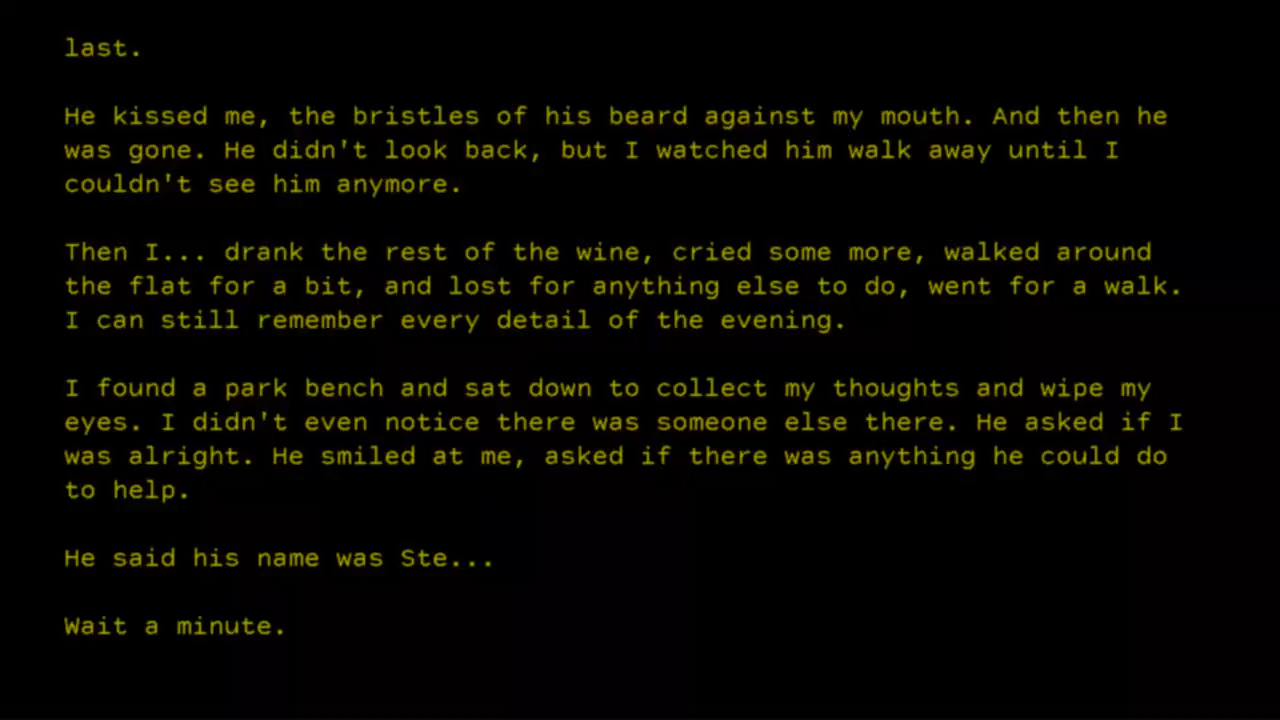 last.
He kissed me, the bristles of his beard against my mouth. And then he
was gone. He didn't look back, but I watched him walk away until I
couldn't see him anymore.
Then I... drank the rest of the wine, cried some more, walked around
the flat for a bit, and lost for anything else to do, went for a walk.
I can still remember every detail of the evening.
I found a park bench and sat down to collect my thoughts and wipe my
eyes. I didn't even notice there was someone else there. He asked if I
was alright. He smiled at me, asked if there was anything he could do
to help.
He said his name was Ste...
Wait a minute.